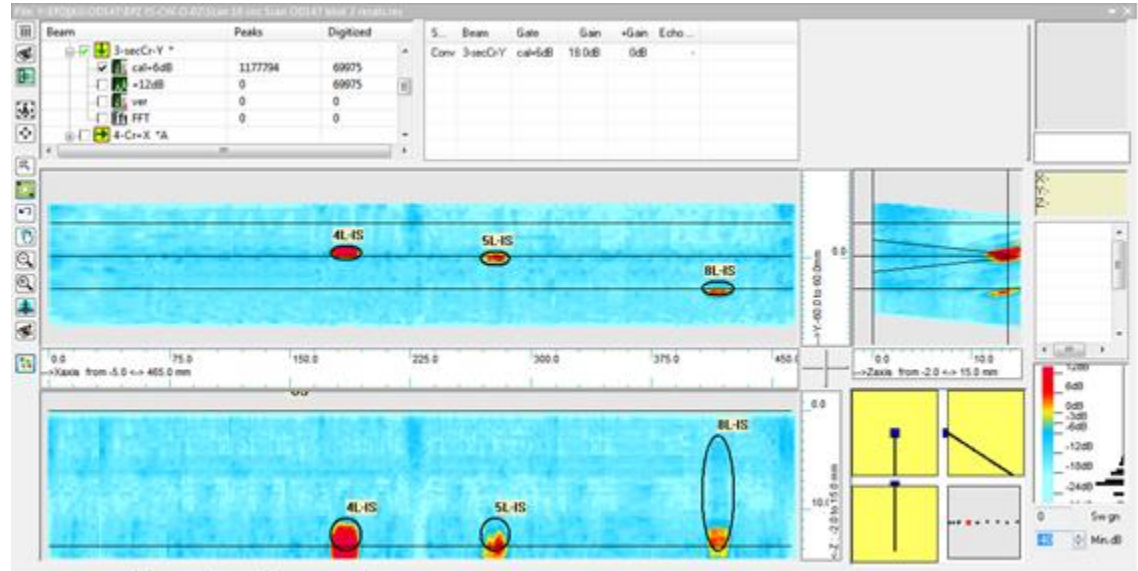 Beam Peaks Digitized
3-secCr-Y *
cal=6dB 1177794 69975
=12dB 0 69975
ver 0 0
FFT 0 0
4-Cr=X *A
S... Beam Gate Gain +Gain Echo...
Conv 3-secCr-Y cal=6dB 18.0dB 0dB -
4L-IS
5L-IS
8L-IS
-->Y -60.0 to 60.0mm
0.0
0.0 75.0 150.0 225.0 300.0 375.0 450.
-->Xaxis from -5.0 <-> 465.0 mm
0.0 10.0
-->Zaxis from -2.0 <-> 15.0 mm
8L-IS
4L-IS
5L-IS
0.0
10.
<-Z -2.0 to 15.0 mm
X:-
Y:-
Z:-
6dB
0dB
-3dB
-6dB
-12dB
-18dB
-24dB
0 Sw gn
-40 Min.dB